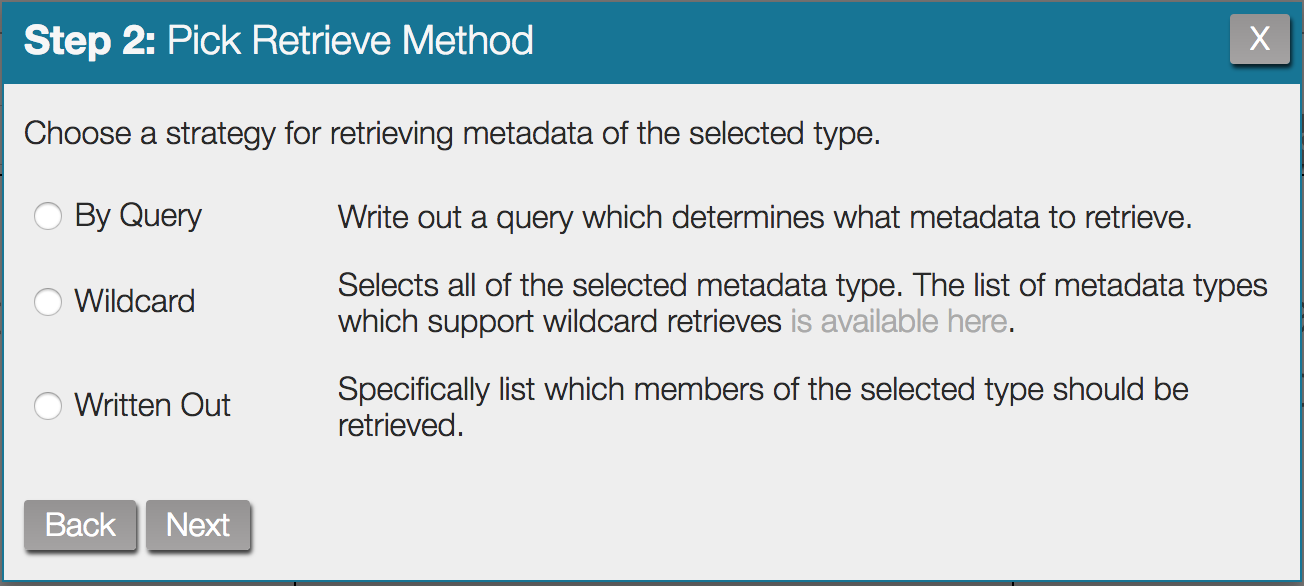 Step 2: Pick Retrieve Method
X
Choose a strategy for retrieving metadata of the selected type.
By Query
Write out a query which determines what metadata to retrieve.
Wildcard
Selects all of the selected metadata type. The list of metadata types
which support wildcard retrieves is available here.
Written Out
Specifically list which members of the selected type should be
retrieved.
Back
Next